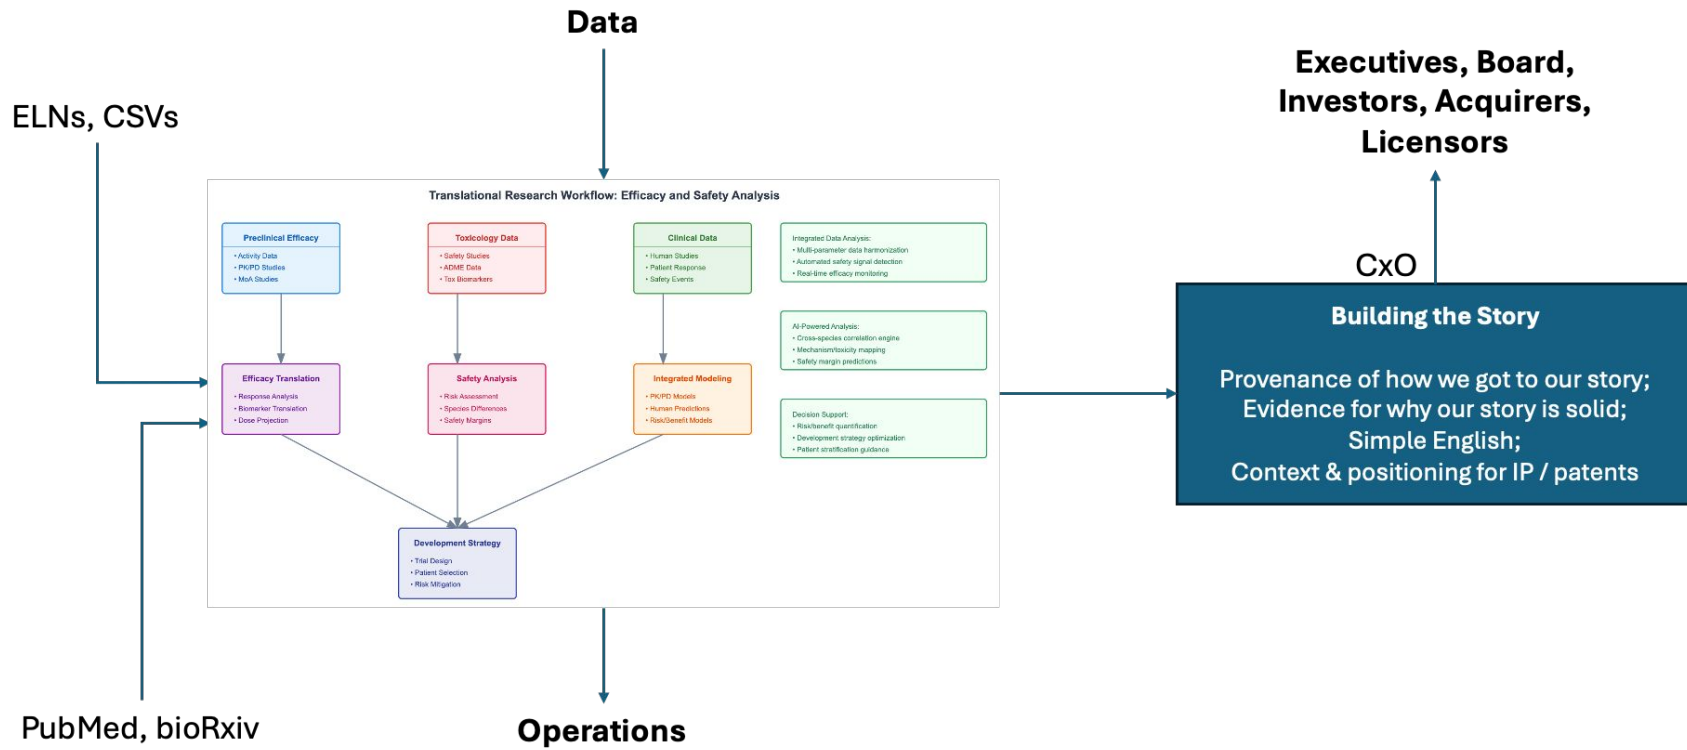 Data
Executives, Board,
Investors, Acquirers,
Licensors
ELNs, CSVs
Translational Research Workflow: Efficacy and Safety Analysis
Preclinical Efficacy
• Activity Data
• PK/PD Studies
• MoA Studies
Toxicology Data
• Safety Studies
• ADME Data
• Tox Biomarkers
Clinical Data
• Human Studies
• Patient Response
• Safety Events
Integrated Data Analysis:
• Multi-parameter data harmonization
• Automated safety signal detection
• Real-time efficacy monitoring
AI-Powered Analysis:
• Cross-species correlation engine
• Mechanism/toxicity mapping
• Safety margin predictions
Efficacy Translation
• Response Analysis
• Biomarker Translation
• Dose Projection
Safety Analysis
• Risk Assessment
• Species Differences
• Safety Margins
Integrated Modeling
• PK/PD Models
• Human Predictions
• Risk/Benefit Models
Decision Support:
• Risk/benefit quantification
• Development strategy optimization
• Patient stratification guidance
Development Strategy
• Trial Design
• Patient Selection
• Risk Mitigation
CxO
Building the Story
Provenance of how we got to our story;
Evidence for why our story is solid;
Simple English;
Context & positioning for IP / patents
PubMed, bioRxiv
Operations